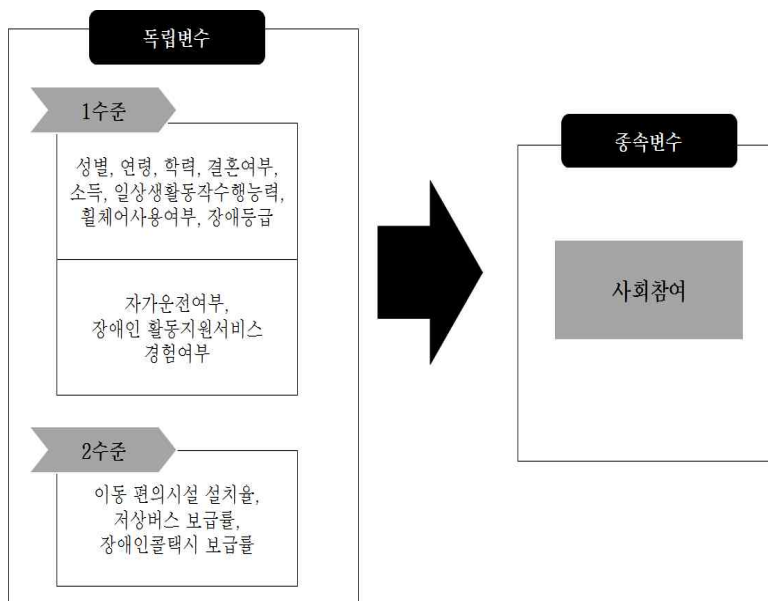 독립변수
1수준
성별, 연령, 학력, 결혼여부,
소득, 일상생활동작수행능력,
휠체어사용여부, 장애등급
자가운전여부,
장애인 활동지원서비스
경험여부
2수준
이동 편의시설 설치율,
저상버스 보급률,
장애인콜택시 보급률
종속변수
사회참여